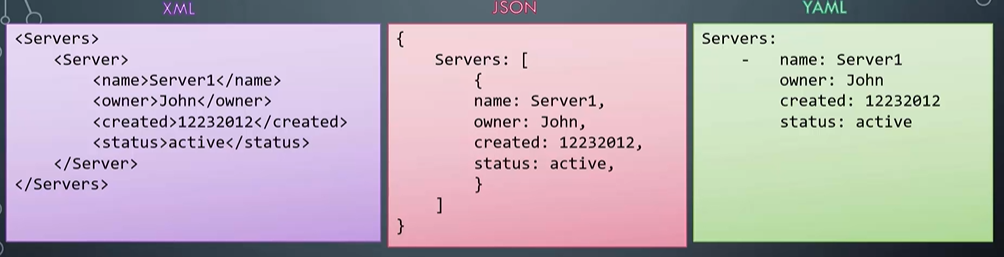 XML
<Servers>
    <Server>
        <name>Server1</name>
        <owner>John</owner>
        <created>12232012</created>
        <status>active</status>
    </Server>
</Servers>
JSON
{
    Servers: [
        {
        name: Server1,
        owner: John,
        created: 12232012,
        status: active,
        }
    ]
}
YAML
Servers:
    -   name: Server1
        owner: John
        created: 12232012
        status: active